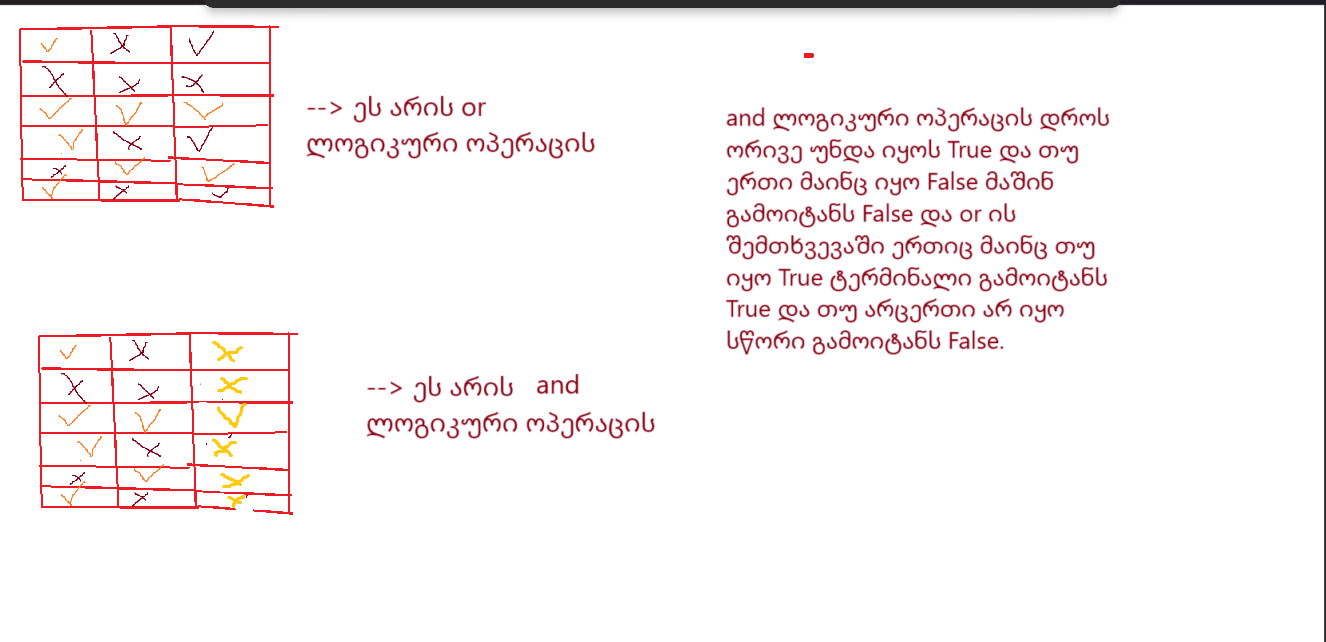 --> ეს არის or
ლოგიკური ოპერაცის
and ლოგიკური ოპერაცის დროს
ორივე უნდა იყოს True და თუ
ერთი მაინც იყო False მაშინ
გამოიტანს False და or ის
შემთხვევაში ერთიც მაინც თუ
იყო True ტერმინალი გამოიტანს
True და თუ არცერთი არ იყო
სწორი გამოიტანს False.
--> ეს არის and
ლოგიკური ოპერაცის